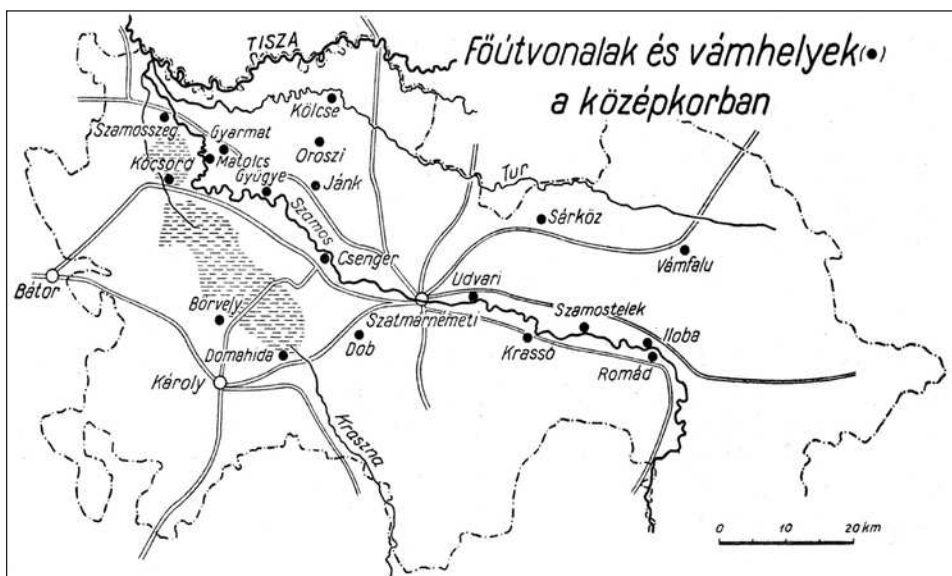 TISZA
Főútvonalak és vámhelyek (●)
a középkorban
Kölcse
Szamosszeg
Gyarmat
Oroszi
Kocsord
Matolcs
Gyügye
Jánk
Tur
Szamos
Sárköz
Csenger
Vámfalu
Bátor
Udvari
Börvely
Szatmárnémeti
Szamostelek
Iloba
Domahida
Dob
Krassó
Romád
Károly
Kraszna
0 10 20 km